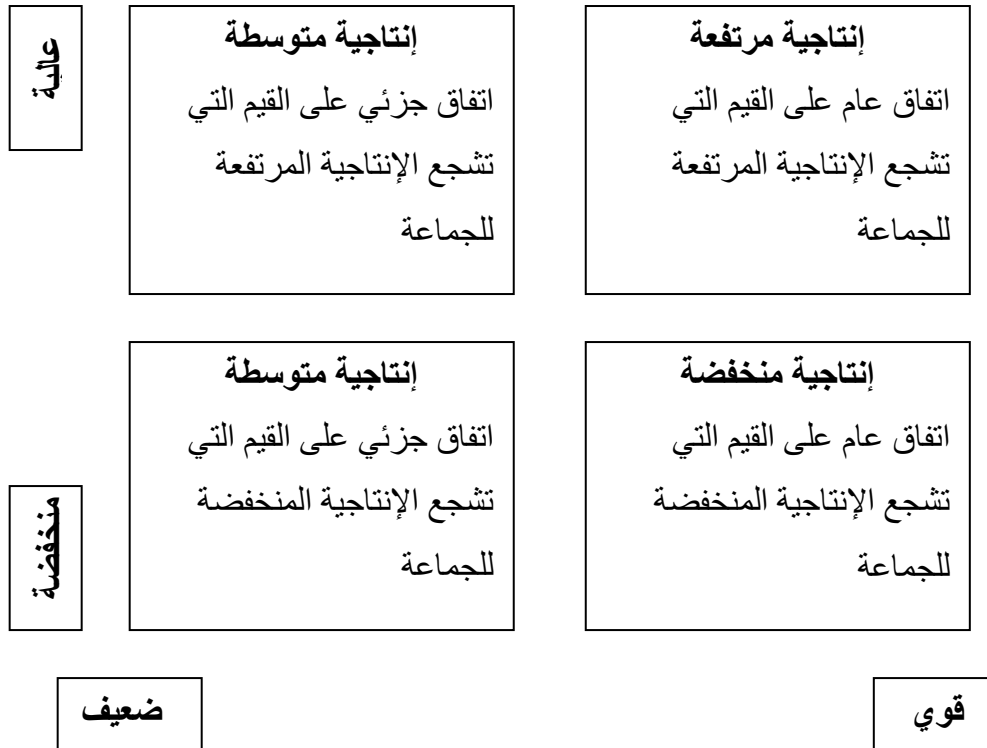 إنتاجية مرتفعة
اتفاق عام على القيم التي
تشجع الإنتاجية المرتفعة
للجماعة
إنتاجية متوسطة
اتفاق جزئي على القيم التي
تشجع الإنتاجية المرتفعة
للجماعة
عالية
إنتاجية منخفضة
اتفاق عام على القيم التي
تشجع الإنتاجية المنخفضة
للجماعة
إنتاجية متوسطة
اتفاق جزئي على القيم التي
تشجع الإنتاجية المنخفضة
للجماعة
منخفضة
قوي
ضعيف